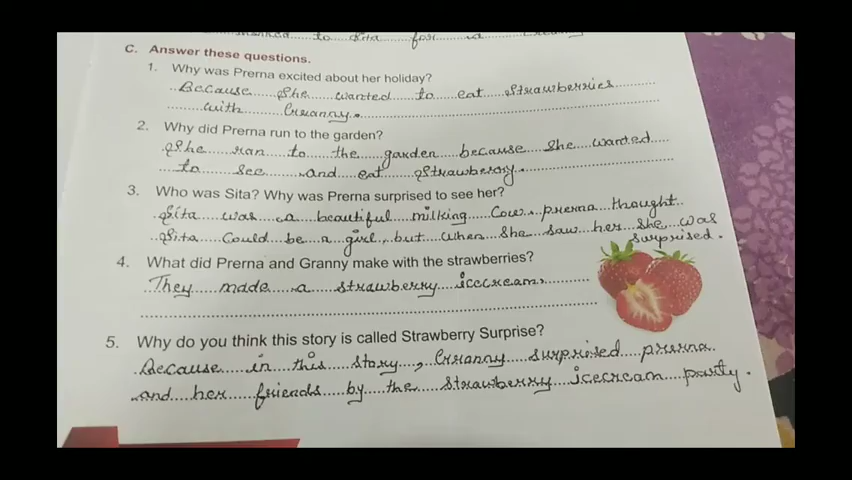 to Sita for a
C. Answer these questions.
1. Why was Prerna excited about her holiday?
Because she wanted to eat strawberries
with Granny.
2. Why did Prerna run to the garden?
She ran to the garden because she wanted
to see and eat strawberry.
3. Who was Sita? Why was Prerna surprised to see her?
Sita was a beautiful milking cow. prerna thought
Sita could be a girl, but when she saw her she was
surprised.
4. What did Prerna and Granny make with the strawberries?
They made a strawberry icecream.
5. Why do you think this story is called Strawberry Surprise?
Because in this story, Granny surprised prerna
and her friends by the strawberry icecream party.